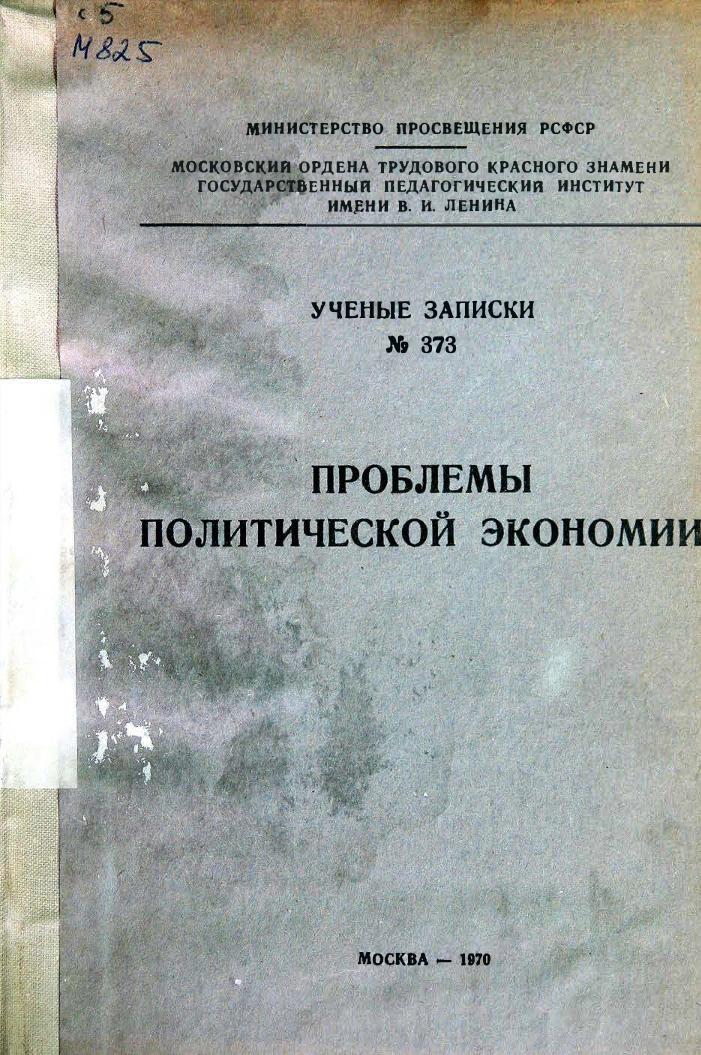 с5
М825
МИНИСТЕРСТВО ПРОСВЕЩЕНИЯ РСФСР
МОСКОВСКИЙ ОРДЕНА ТРУДОВОГО КРАСНОГО ЗНАМЕНИ
ГОСУДАРСТВЕННЫЙ ПЕДАГОГИЧЕСКИЙ ИНСТИТУТ
ИМЕНИ В. И. ЛЕНИНА
УЧЕНЫЕ ЗАПИСКИ
№ 373
ПРОБЛЕМЫ
ПОЛИТИЧЕСКОЙ ЭКОНОМИИ
МОСКВА — 1970